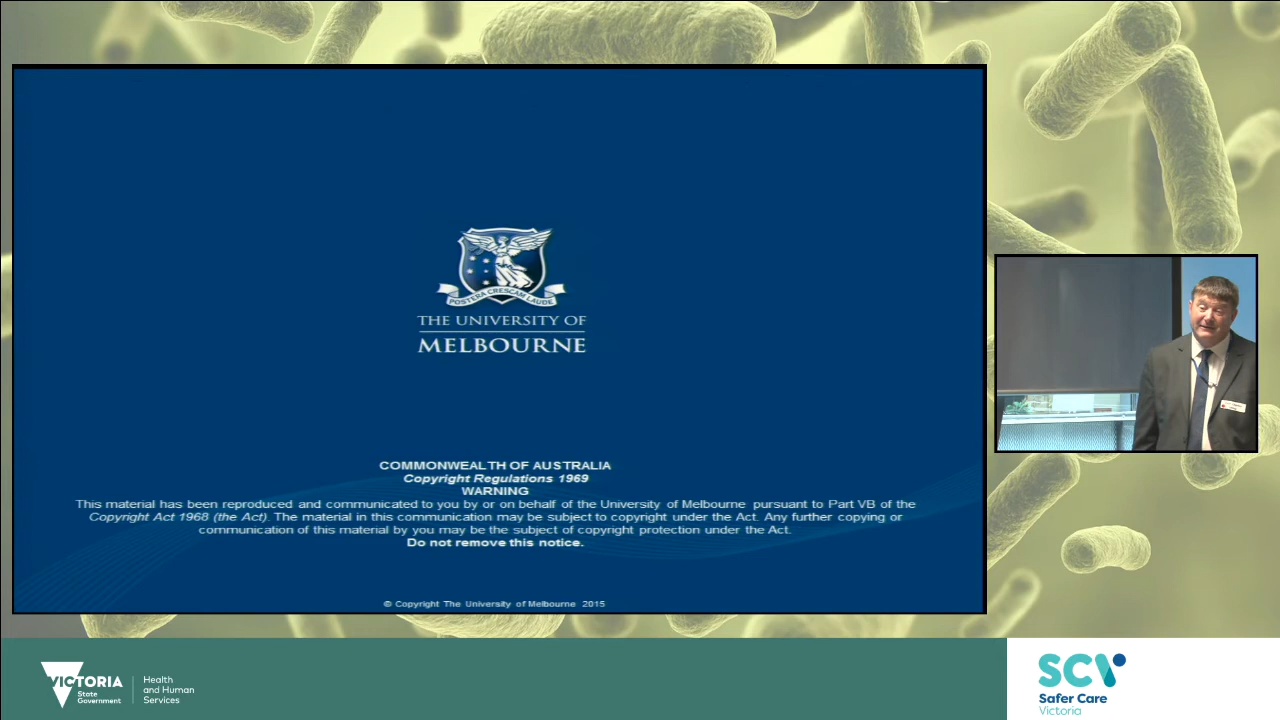 POSTERA CRESCAM LAUDE
THE UNIVERSITY OF
MELBOURNE
COMMONWEALTH OF AUSTRALIA
Copyright Regulations 1969
WARNING
This material has been reproduced and communicated to you by or on behalf of the University of Melbourne pursuant to Part VB of the
Copyright Act 1968 (the Act). The material in this communication may be subject to copyright under the Act. Any further copying or
communication of this material by you may be the subject of copyright protection under the Act.
Do not remove this notice.
© Copyright The University of Melbourne 2015
VICTORIA
State
Government
Health
and Human
Services
SCV
Safer Care
Victoria